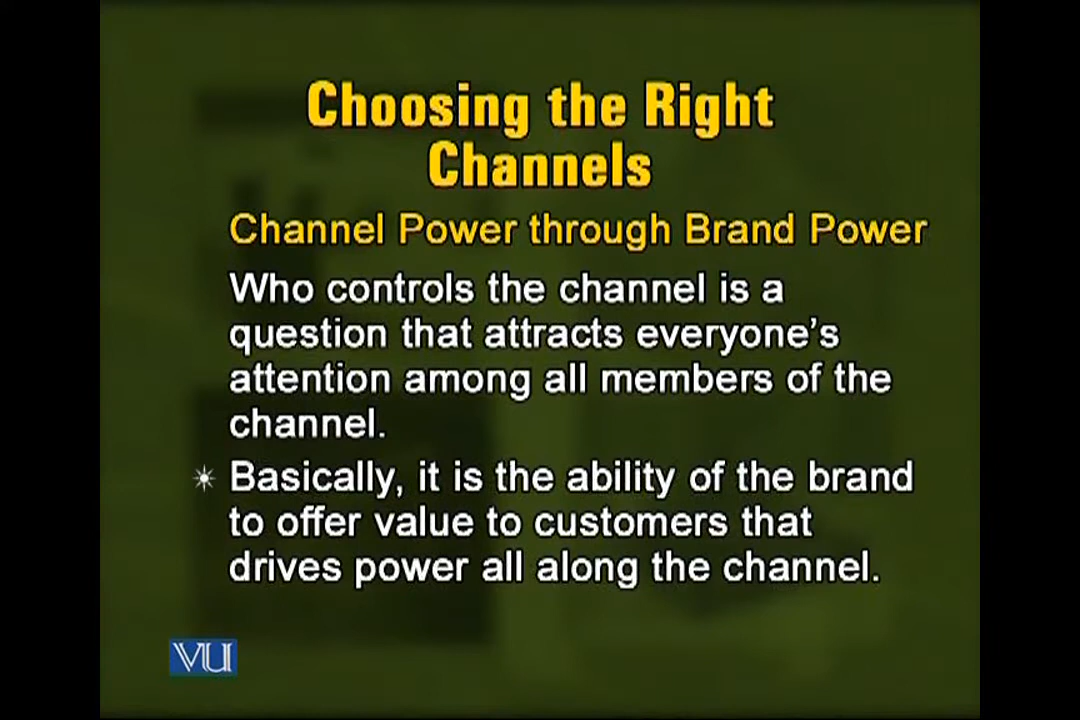 Choosing the Right
Channels
Channel Power through Brand Power
Who controls the channel is a
question that attracts everyone’s
attention among all members of the
channel.
Basically, it is the ability of the brand
to offer value to customers that
drives power all along the channel.
VU